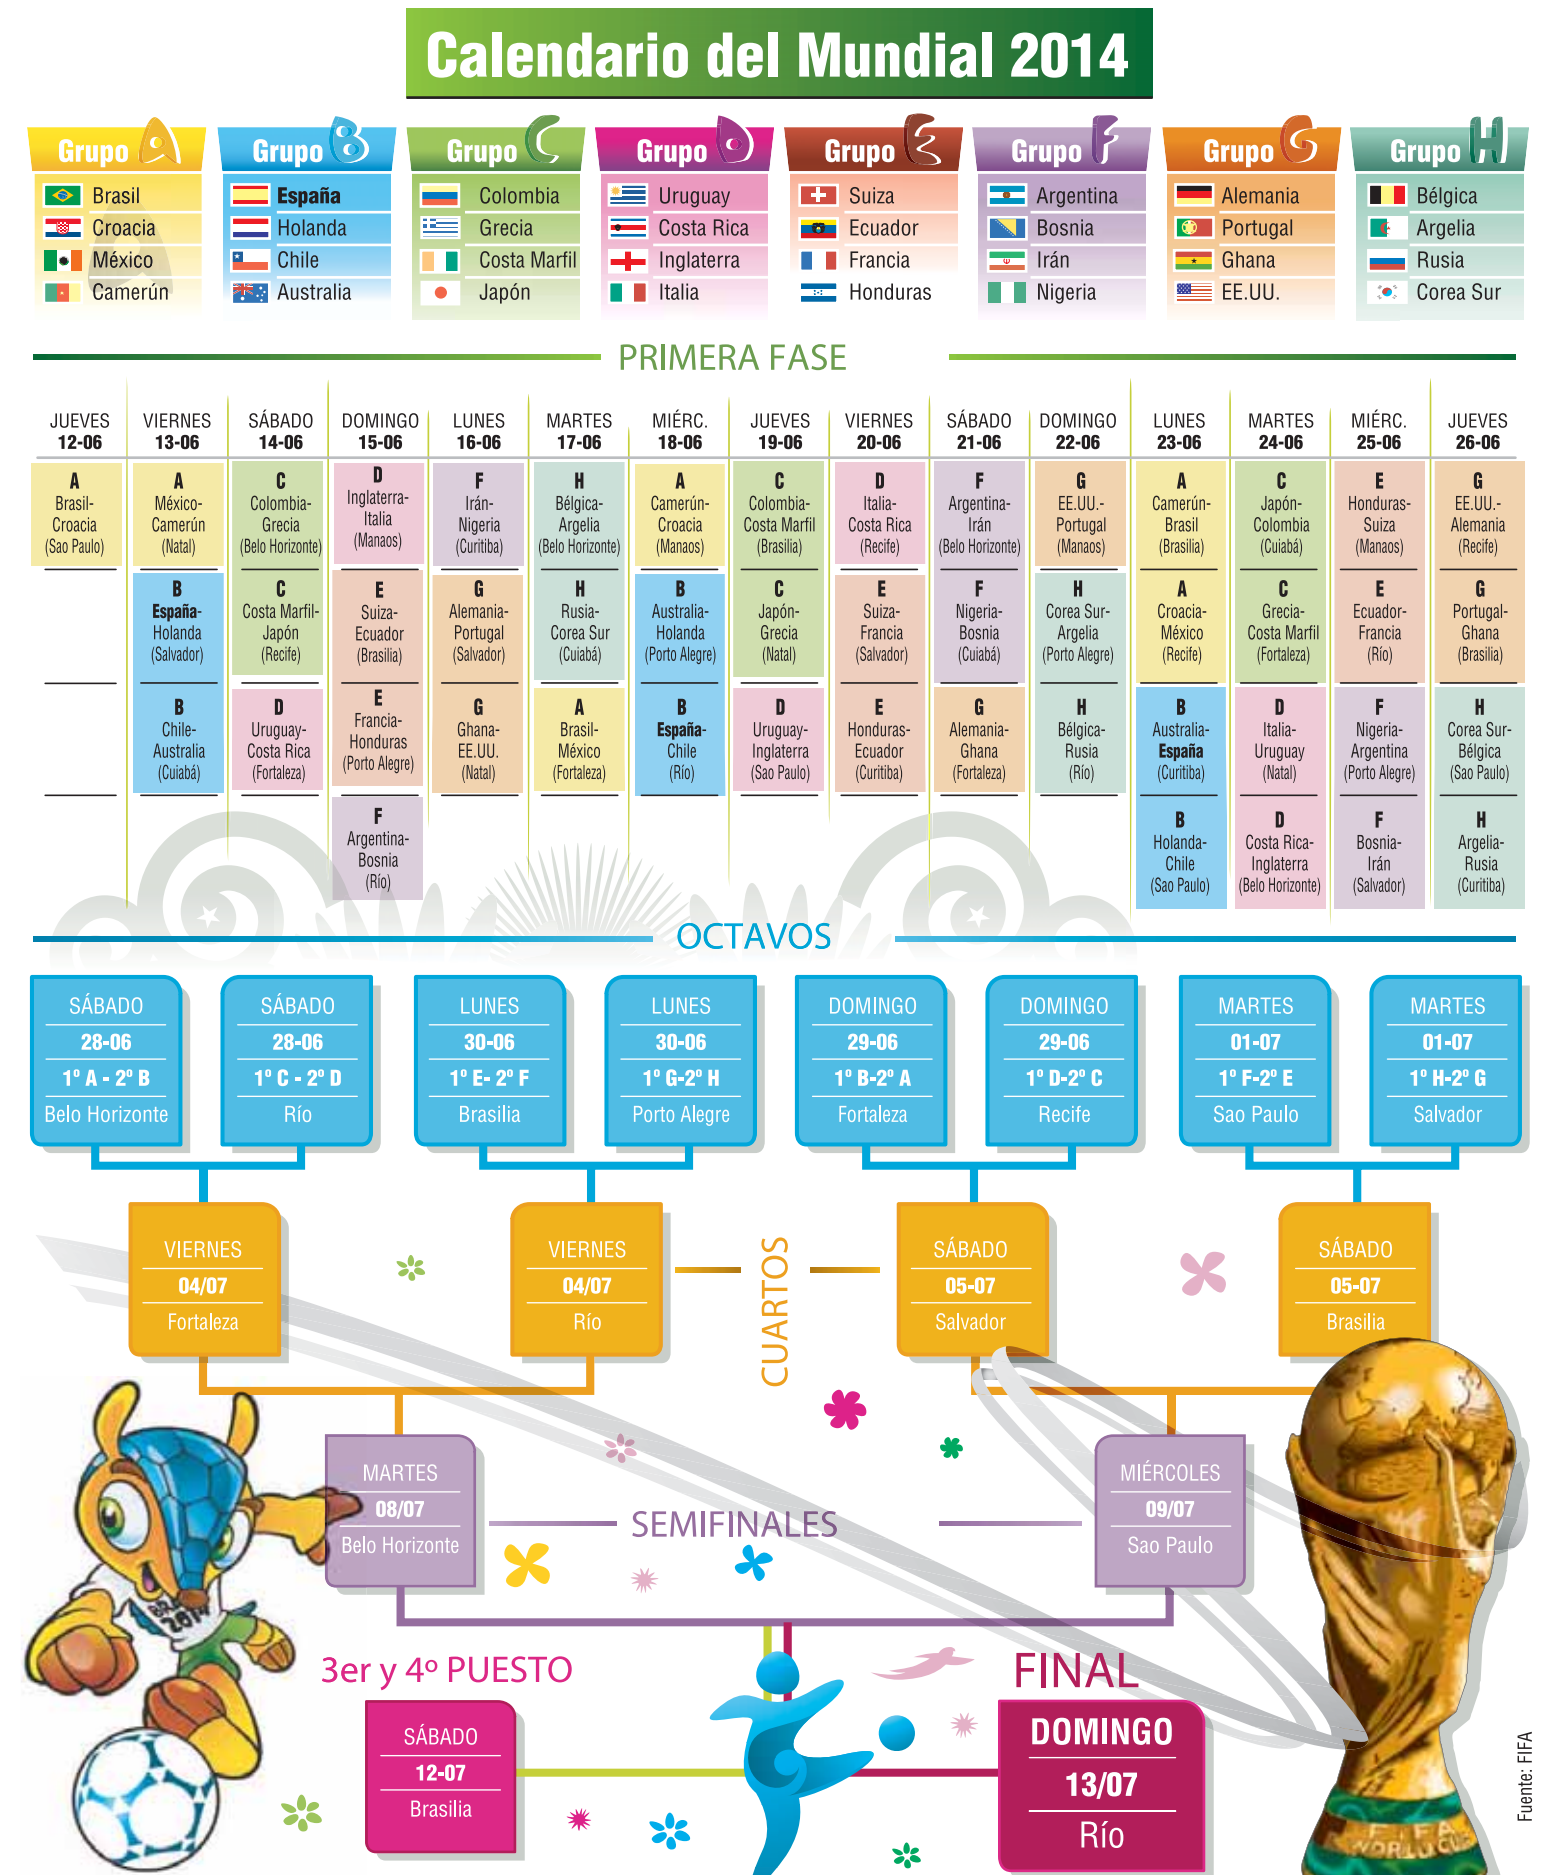 Calendario del Mundial 2014
Grupo A
Brasil
Croacia
México
Camerún
Grupo B
España
Holanda
Chile
Australia
Grupo C
Colombia
Grecia
Costa Marfil
Japón
Grupo D
Uruguay
Costa Rica
Inglaterra
Italia
Grupo E
Suiza
Ecuador
Francia
Honduras
Grupo F
Argentina
Bosnia
Irán
Nigeria
Grupo G
Alemania
Portugal
Ghana
EE.UU.
Grupo H
Bélgica
Argelia
Rusia
Corea Sur
PRIMERA FASE
JUEVES
12-06
A
Brasil-
Croacia
(Sao Paulo)
VIERNES
13-06
A
México-
Camerún
(Natal)
B
España-
Holanda
(Salvador)
B
Chile-
Australia
(Cuiabá)
SÁBADO
14-06
C
Colombia-
Grecia
(Belo Horizonte)
C
Costa Marfil-
Japón
(Recife)
D
Uruguay-
Costa Rica
(Fortaleza)
DOMINGO
15-06
D
Inglaterra-
Italia
(Manaos)
E
Suiza-
Ecuador
(Brasilia)
E
Francia-
Honduras
(Porto Alegre)
F
Argentina-
Bosnia
(Río)
LUNES
16-06
F
Irán-
Nigeria
(Curitiba)
G
Alemania-
Portugal
(Salvador)
G
Ghana-
EE.UU.
(Natal)
MARTES
17-06
H
Bélgica-
Argelia
(Belo Horizonte)
H
Rusia-
Corea Sur
(Cuiabá)
A
Brasil-
México
(Fortaleza)
MIÉRC.
18-06
A
Camerún-
Croacia
(Manaos)
B
Australia-
Holanda
(Porto Alegre)
B
España-
Chile
(Río)
JUEVES
19-06
C
Colombia-
Costa Marfil
(Brasilia)
C
Japón-
Grecia
(Natal)
D
Uruguay-
Inglaterra
(Sao Paulo)
VIERNES
20-06
D
Italia-
Costa Rica
(Recife)
E
Suiza-
Francia
(Salvador)
E
Honduras-
Ecuador
(Curitiba)
SÁBADO
21-06
F
Argentina-
Irán
(Belo Horizonte)
F
Nigeria-
Bosnia
(Cuiabá)
G
Alemania-
Ghana
(Fortaleza)
DOMINGO
22-06
G
EE.UU.-
Portugal
(Manaos)
H
Corea Sur-
Argelia
(Porto Alegre)
H
Bélgica-
Rusia
(Río)
LUNES
23-06
A
Camerún-
Brasil
(Brasilia)
A
Croacia-
México
(Recife)
B
Australia-
España
(Curitiba)
B
Holanda-
Chile
(Sao Paulo)
MARTES
24-06
C
Japón-
Colombia
(Cuiabá)
C
Grecia-
Costa Marfil
(Fortaleza)
D
Italia-
Uruguay
(Natal)
D
Costa Rica-
Inglaterra
(Belo Horizonte)
MIÉRC.
25-06
E
Honduras-
Suiza
(Manaos)
E
Ecuador-
Francia
(Río)
F
Nigeria-
Argentina
(Porto Alegre)
F
Bosnia-
Irán
(Salvador)
JUEVES
26-06
G
EE.UU.-
Alemania
(Recife)
G
Portugal-
Ghana
(Brasilia)
H
Corea Sur-
Bélgica
(Sao Paulo)
H
Argelia-
Rusia
(Curitiba)
OCTAVOS
SÁBADO
28-06
1º A - 2º B
Belo Horizonte
SÁBADO
28-06
1º C - 2º D
Río
LUNES
30-06
1º E- 2º F
Brasilia
LUNES
30-06
1º G-2º H
Porto Alegre
DOMINGO
29-06
1º B-2º A
Fortaleza
DOMINGO
29-06
1º D-2º C
Recife
MARTES
01-07
1º F-2º E
Sao Paulo
MARTES
01-07
1º H-2º G
Salvador
VIERNES
04/07
Fortaleza
VIERNES
04/07
Río
CUARTOS
SÁBADO
05-07
Salvador
SÁBADO
05-07
Brasilia
MARTES
08/07
Belo Horizonte
SEMIFINALES
MIÉRCOLES
09/07
Sao Paulo
3er y 4º PUESTO
SÁBADO
12-07
Brasilia
FINAL
DOMINGO
13/07
Río
2014
FIFA
WORLD CUP
Fuente: FIFA